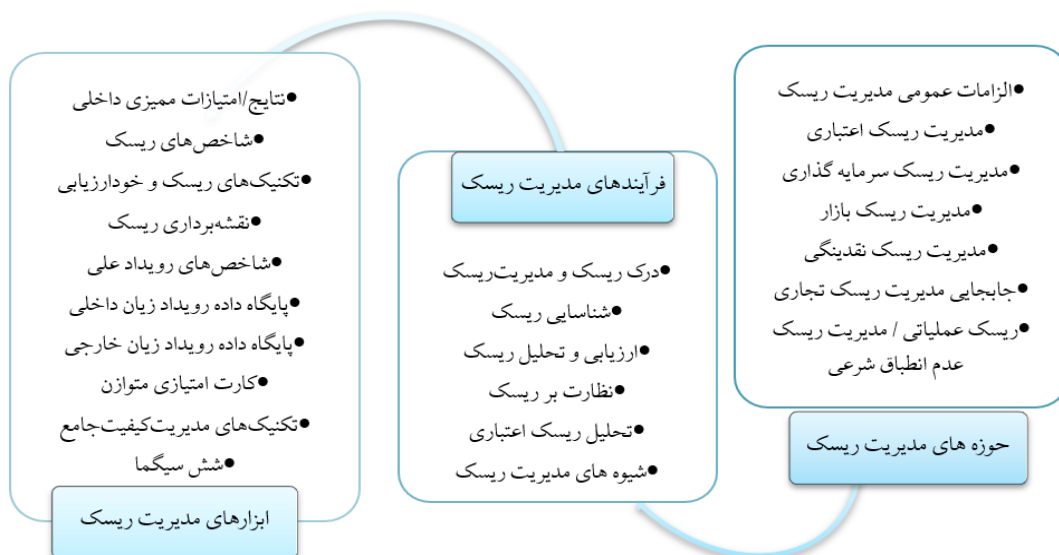 ●الزامات عمومی مدیریت ریسک
●مدیریت ریسک اعتباری
●مدیریت ریسک سرمایه گذاری
●مدیریت ریسک بازار
●مدیریت ریسک نقدینگی
●جابجایی مدیریت ریسک تجاری
●ریسک عملیاتی / مدیریت ریسک
عدم انطباق شرعی
حوزه های مدیریت ریسک
فرآیندهای مدیریت ریسک
●درک ریسک و مدیریت‌ریسک
●شناسایی ریسک
●ارزیابی و تحلیل ریسک
●نظارت بر ریسک
●تحلیل ریسک اعتباری
●شیوه های مدیریت ریسک
●نتایج/امتیازات ممیزی داخلی
●شاخص‌های ریسک
●تکنیک‌های ریسک و خودارزیابی
●نقشه‌برداری ریسک
●شاخص‌های رویداد علی
●پایگاه داده رویداد زیان داخلی
●پایگاه داده رویداد زیان خارجی
●کارت امتیازی متوازن
●تکنیک‌های مدیریت‌کیفیت‌جامع
●شش سیگما
ابزارهای مدیریت ریسک